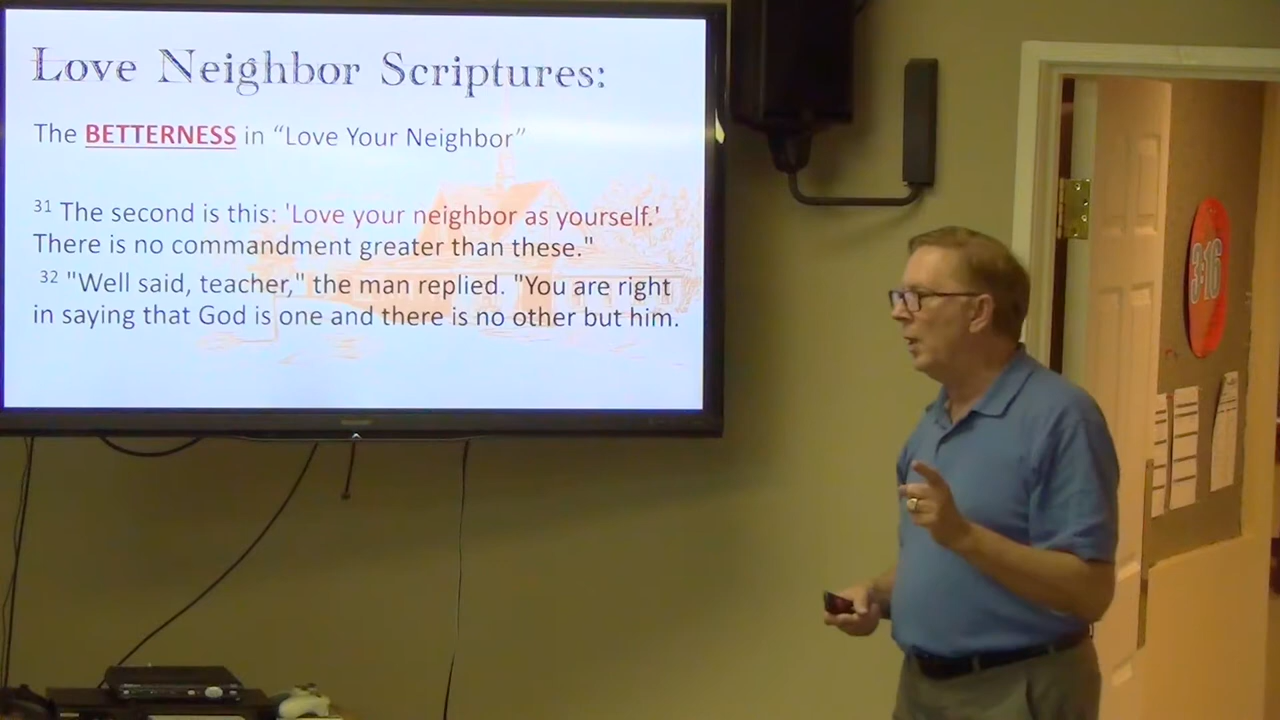 Love Neighbor Scriptures:
The BETTERNESS in “Love Your Neighbor”
31 The second is this: 'Love your neighbor as yourself.'
There is no commandment greater than these."
32 "Well said, teacher," the man replied. "You are right
in saying that God is one and there is no other but him.
3:16